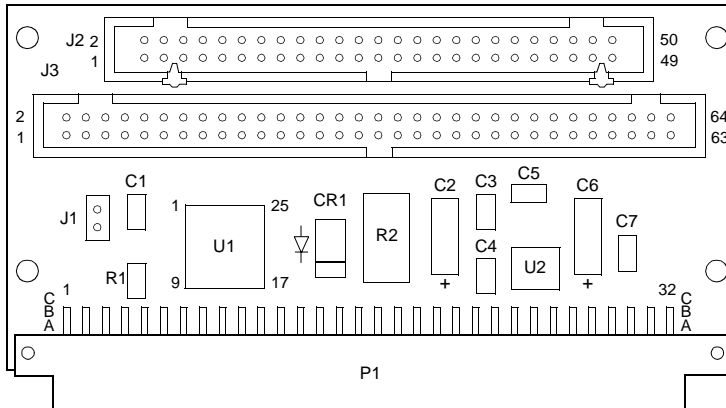 J2 2 50
1 49
J3
2 64
1 63
C1 C2 C3 C5 C6
J1 1 25 CR1 C7
U1 R2
C4 U2
R1 9 17
+ +
C 1 32 C
B B
A A
P1